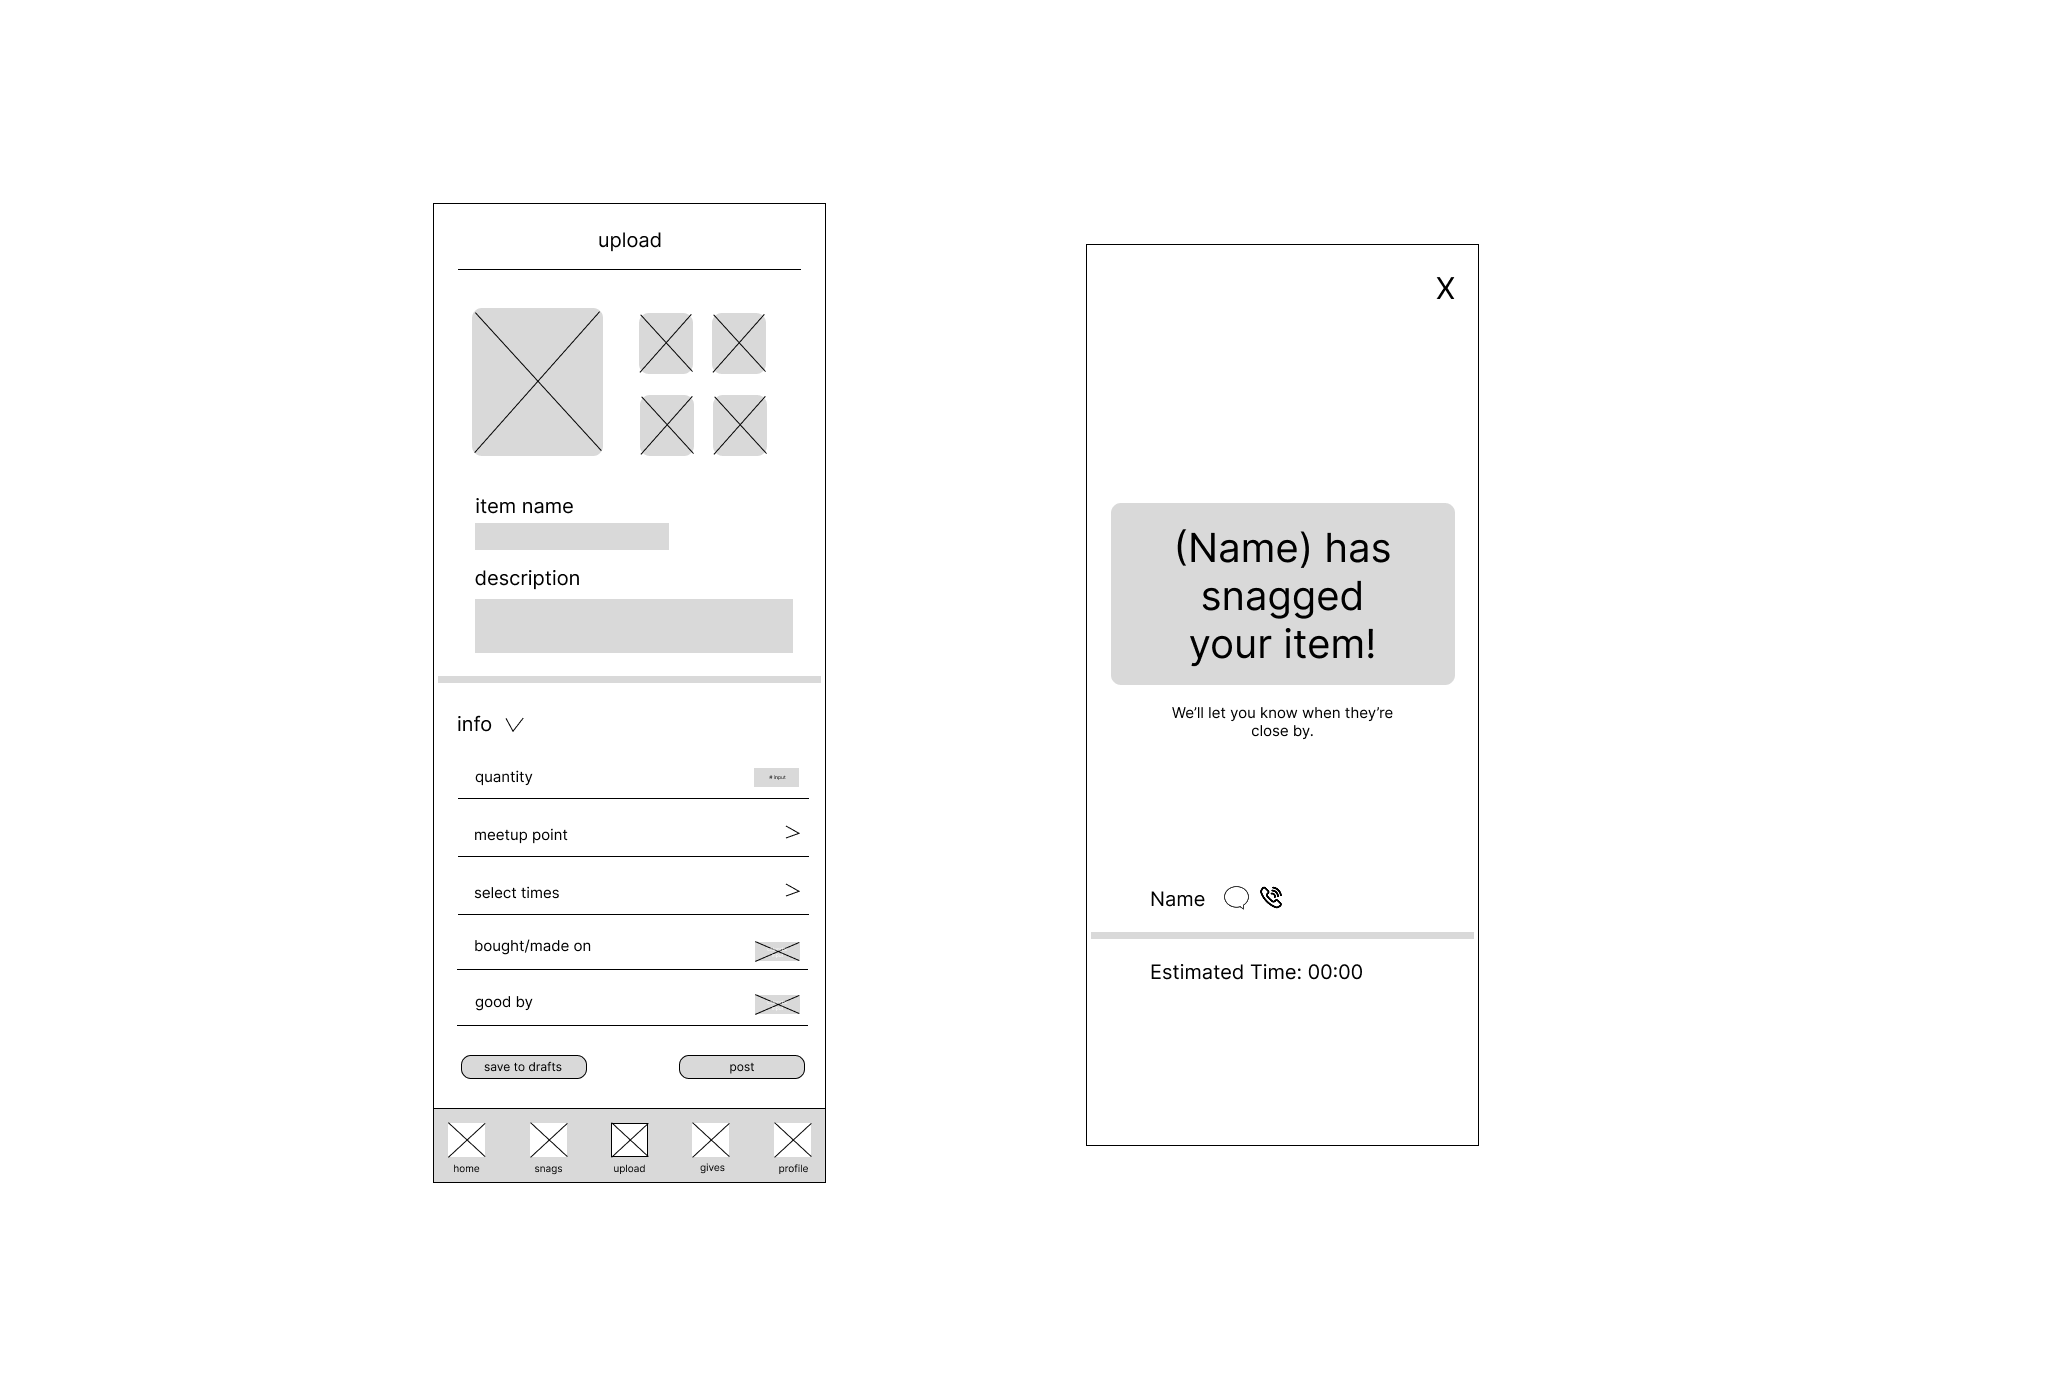 upload
item name
description
info
quantity
# input
meetup point
>
select times
>
bought/made on
good by
save to drafts
post
home
snags
upload
gives
profile
X
(Name) has
snagged
your item!
We’ll let you know when they’re
close by.
Name
Estimated Time: 00:00